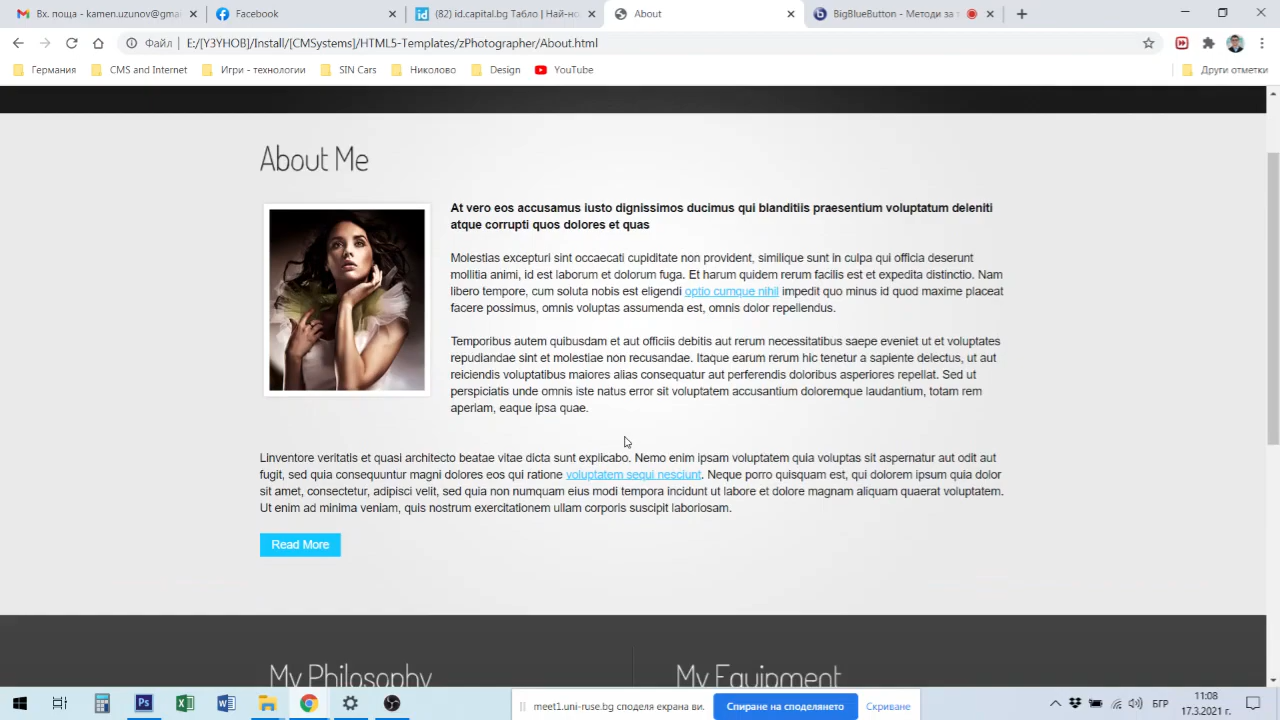 Вх. поща - kamen.uzunov@gmai
Facebook
(82) id.capital.bg Табло | Най-но
About
BigBlueButton - Методи за т
Файл | E:/[Y3YHOB]/Install/[CMSystems]/HTML5-Templates/zPhotographer/About.html
Германия
CMS and Internet
Игри - технологии
SIN Cars
Николово
Design
YouTube
Други отметки
About Me
At vero eos accusamus iusto dignissimos ducimus qui blanditiis praesentium voluptatum deleniti
atque corrupti quos dolores et quas
Molestias excepturi sint occaecati cupiditate non provident, similique sunt in culpa qui officia deserunt
mollitia animi, id est laborum et dolorum fuga. Et harum quidem rerum facilis est et expedita distinctio. Nam
libero tempore, cum soluta nobis est eligendi optio cumque nihil impedit quo minus id quod maxime placeat
facere possimus, omnis voluptas assumenda est, omnis dolor repellendus.
Temporibus autem quibusdam et aut officiis debitis aut rerum necessitatibus saepe eveniet ut et voluptates
repudiandae sint et molestiae non recusandae. Itaque earum rerum hic tenetur a sapiente delectus, ut aut
reiciendis voluptatibus maiores alias consequatur aut perferendis doloribus asperiores repellat. Sed ut
perspiciatis unde omnis iste natus error sit voluptatem accusantium doloremque laudantium, totam rem
aperiam, eaque ipsa quae.
Linventore veritatis et quasi architecto beatae vitae dicta sunt explicabo. Nemo enim ipsam voluptatem quia voluptas sit aspernatur aut odit aut
fugit, sed quia consequuntur magni dolores eos qui ratione voluptatem sequi nesciunt. Neque porro quisquam est, qui dolorem ipsum quia dolor
sit amet, consectetur, adipisci velit, sed quia non numquam eius modi tempora incidunt ut labore et dolore magnam aliquam quaerat voluptatem.
Ut enim ad minima veniam, quis nostrum exercitationem ullam corporis suscipit laboriosam.
Read More
My Philosophy
My Equipment
meet1.uni-ruse.bg споделя екрана ви.
Спиране на споделянето
Скриване
БГР
11:08
17.3.2021 г.